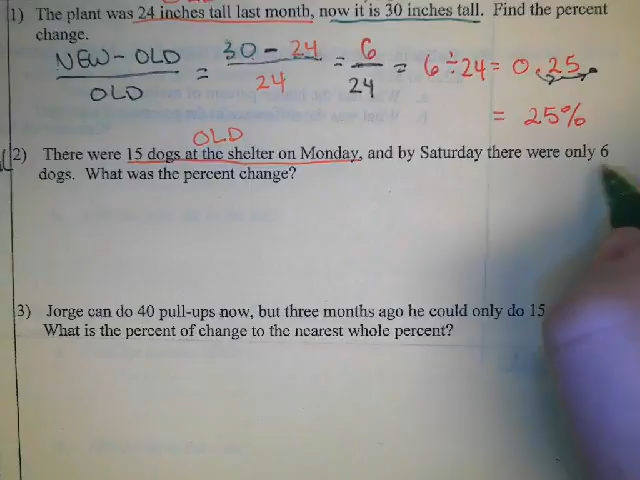 1) The plant was 24 inches tall last month, now it is 30 inches tall. Find the percent
change.
NEW - OLD / OLD = 30 - 24 / 24 = 6 / 24 = 6 ÷ 24 = 0.25
= 25%
OLD
2) There were 15 dogs at the shelter on Monday, and by Saturday there were only 6
dogs. What was the percent change?
3) Jorge can do 40 pull-ups now, but three months ago he could only do 15
What is the percent of change to the nearest whole percent?